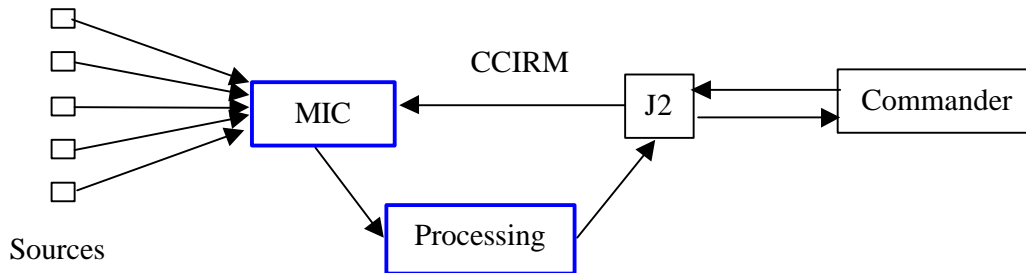 CCIRM
MIC
J2
Commander
Processing
Sources